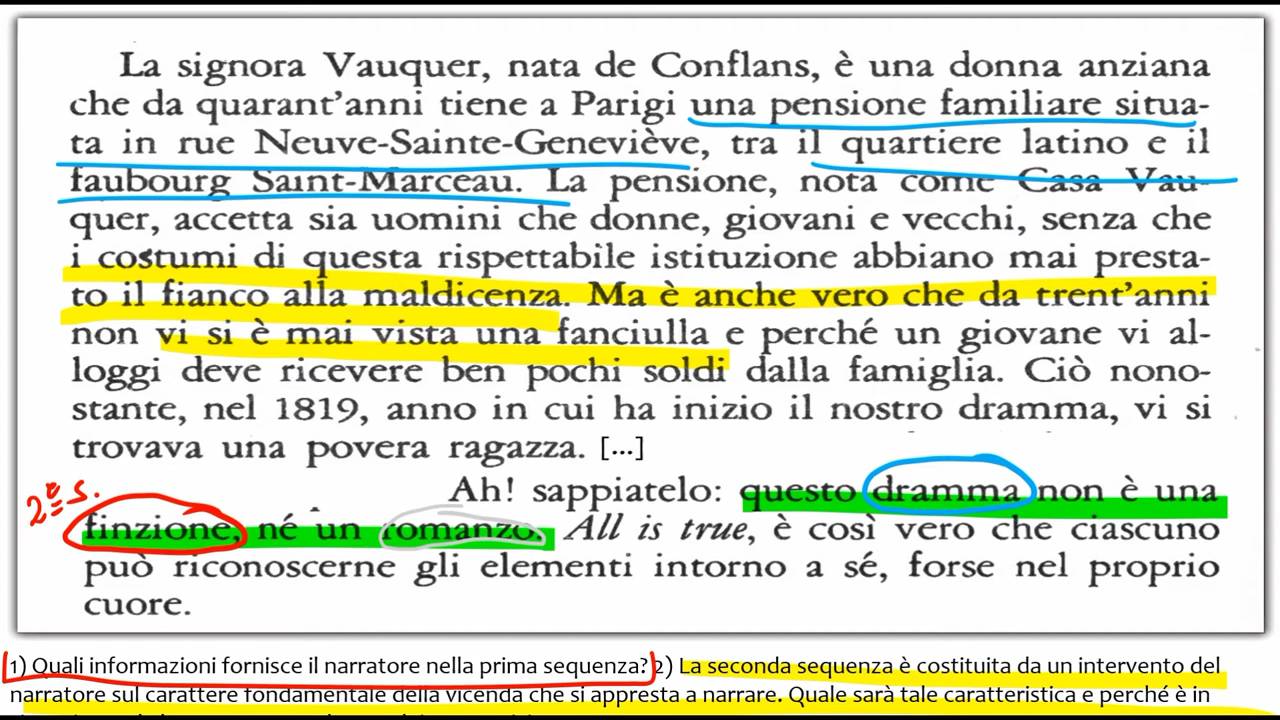 La signora Vauquer, nata de Conflans, è una donna anziana
che da quarant'anni tiene a Parigi una pensione familiare situa-
ta in rue Neuve-Sainte-Geneviève, tra il quartiere latino e il
faubourg Saint-Marceau. La pensione, nota come Casa Vau-
quer, accetta sia uomini che donne, giovani e vecchi, senza che
i costumi di questa rispettabile istituzione abbiano mai presta-
to il fianco alla maldicenza. Ma è anche vero che da trent'anni
non vi si è mai vista una fanciulla e perché un giovane vi al-
loggi deve ricevere ben pochi soldi dalla famiglia. Ciò nono-
stante, nel 1819, anno in cui ha inizio il nostro dramma, vi si
trovava una povera ragazza. [...]
Ah! sappiatelo: questo dramma non è una
2ª s.
finzione, né un romanzo. All is true, è così vero che ciascuno
può riconoscerne gli elementi intorno a sé, forse nel proprio
cuore.
1) Quali informazioni fornisce il narratore nella prima sequenza? 2) La seconda sequenza è costituita da un intervento del
narratore sul carattere fondamentale della vicenda che si appresta a narrare. Quale sarà tale caratteristica e perché è in